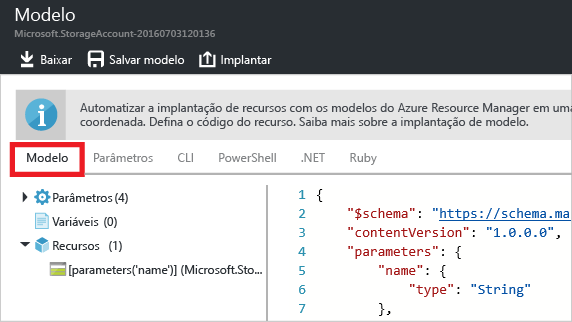 Modelo
Microsoft.StorageAccount-20160703120136
Baixar Salvar modelo Implantar
Automatizar a implantação de recursos com os modelos do Azure Resource Manager em uma
coordenada. Defina o código do recurso. Saiba mais sobre a implantação de modelo.
Modelo Parâmetros CLI PowerShell .NET Ruby
Parâmetros (4)
Variáveis (0)
Recursos (1)
[parameters('name')] (Microsoft.Sto...
1 {
2 "$schema": "https://schema.ma
3 "contentVersion": "1.0.0.0",
4 "parameters": {
5 "name": {
6 "type": "String"
7 },